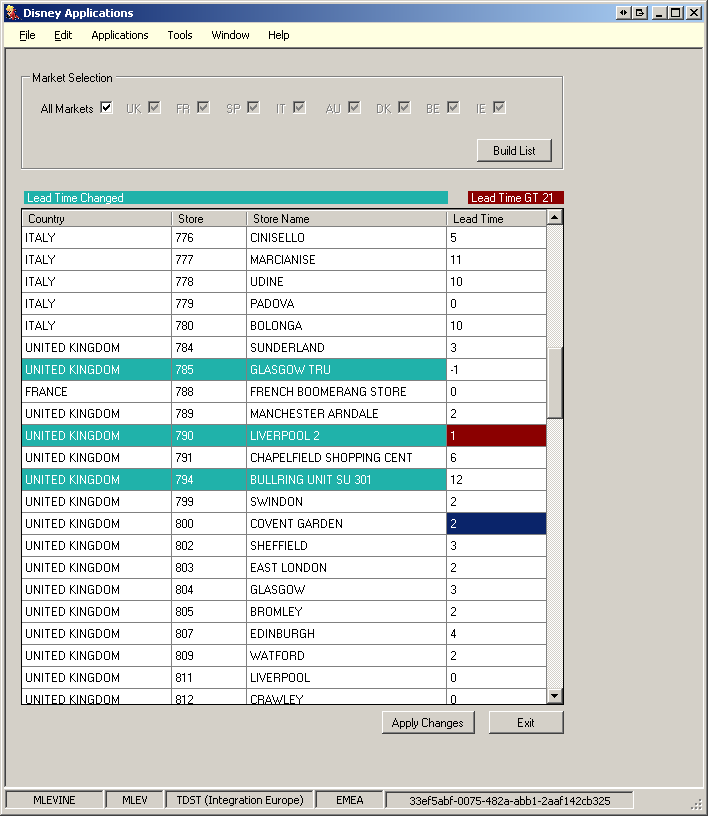 Disney Applications
File Edit Applications Tools Window Help
Market Selection
All Markets UK FR SP IT AU DK BE IE
Build List
Lead Time Changed Lead Time GT 21
Country Store Store Name Lead Time
ITALY 776 CINISELLO 5
ITALY 777 MARCIANISE 11
ITALY 778 UDINE 10
ITALY 779 PADOVA 0
ITALY 780 BOLONGA 10
UNITED KINGDOM 784 SUNDERLAND 3
UNITED KINGDOM 785 GLASGOW TRU -1
FRANCE 788 FRENCH BOOMERANG STORE 0
UNITED KINGDOM 789 MANCHESTER ARNDALE 2
UNITED KINGDOM 790 LIVERPOOL 2 1
UNITED KINGDOM 791 CHAPELFIELD SHOPPING CENT 6
UNITED KINGDOM 794 BULLRING UNIT SU 301 12
UNITED KINGDOM 799 SWINDON 2
UNITED KINGDOM 800 COVENT GARDEN 2
UNITED KINGDOM 802 SHEFFIELD 3
UNITED KINGDOM 803 EAST LONDON 2
UNITED KINGDOM 804 GLASGOW 3
UNITED KINGDOM 805 BROMLEY 2
UNITED KINGDOM 807 EDINBURGH 4
UNITED KINGDOM 809 WATFORD 2
UNITED KINGDOM 811 LIVERPOOL 0
UNITED KINGDOM 812 CRAWLEY 0
Apply Changes Exit
MLEVINE MLEV TDST (Integration Europe) EMEA 33ef5abf-0075-482a-abb1-2aaf142cb325